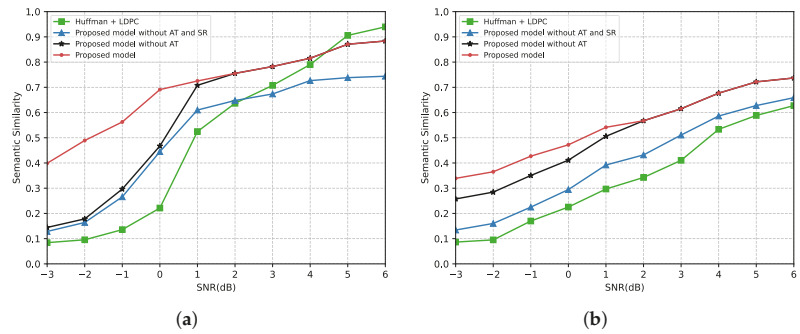 Huffman + LDPC
Proposed model without AT and SR
Proposed model without AT
Proposed model
Semantic Similarity
1.0
0.9
0.8
0.7
0.6
0.5
0.4
0.3
0.2
0.1
0.0
−3 −2 −1 0 1 2 3 4 5 6
SNR(dB)
(a)
Huffman + LDPC
Proposed model without AT and SR
Proposed model without AT
Proposed model
Semantic Similarity
1.0
0.9
0.8
0.7
0.6
0.5
0.4
0.3
0.2
0.1
0.0
−3 −2 −1 0 1 2 3 4 5 6
SNR(dB)
(b)